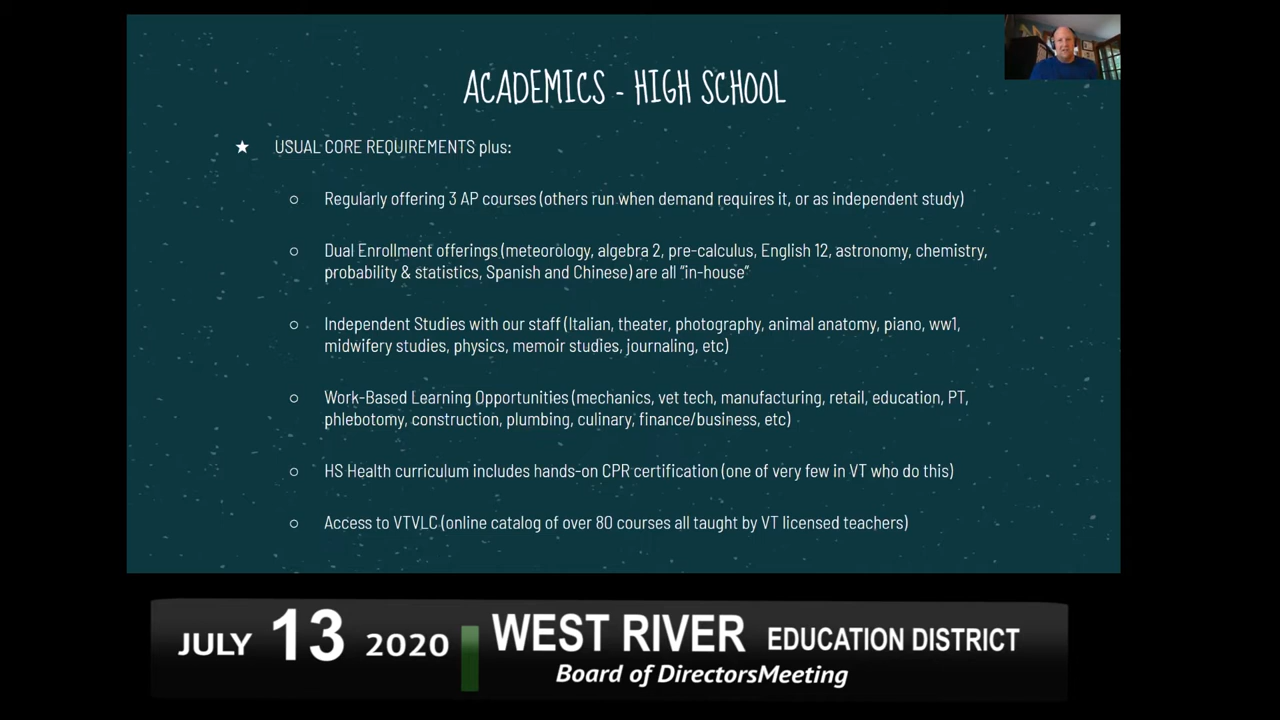 ACADEMICS - HIGH SCHOOL
★ USUAL CORE REQUIREMENTS plus:
○ Regularly offering 3 AP courses (others run when demand requires it, or as independent study)
○ Dual Enrollment offerings (meteorology, algebra 2, pre-calculus, English 12, astronomy, chemistry,
probability & statistics, Spanish and Chinese) are all "in-house"
○ Independent Studies with our staff (Italian, theater, photography, animal anatomy, piano, ww1,
midwifery studies, physics, memoir studies, journaling, etc)
○ Work-Based Learning Opportunities (mechanics, vet tech, manufacturing, retail, education, PT,
phlebotomy, construction, plumbing, culinary, finance/business, etc)
○ HS Health curriculum includes hands-on CPR certification (one of very few in VT who do this)
○ Access to VTVLC (online catalog of over 80 courses all taught by VT licensed teachers)
JULY 13 2020 WEST RIVER EDUCATION DISTRICT
Board of DirectorsMeeting